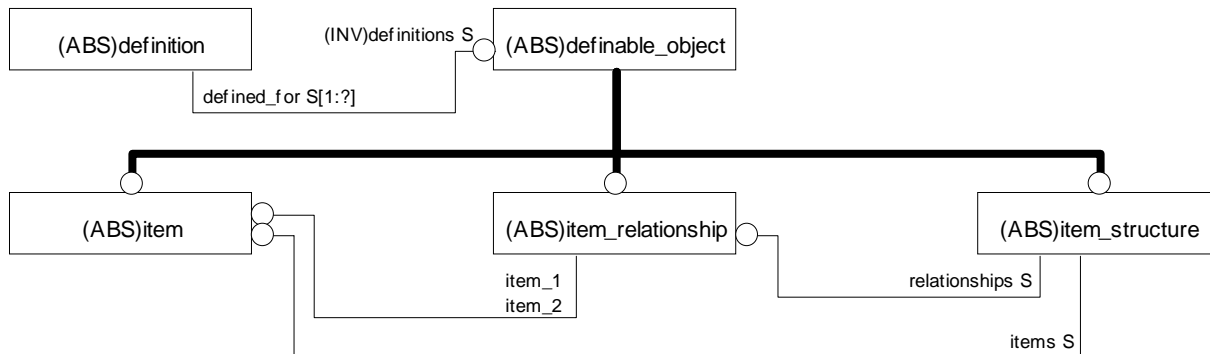 (ABS)definition
(INV)definitions S
(ABS)definable_object
defined_for S[1:?]
(ABS)item
(ABS)item_relationship
(ABS)item_structure
item_1
item_2
relationships S
items S